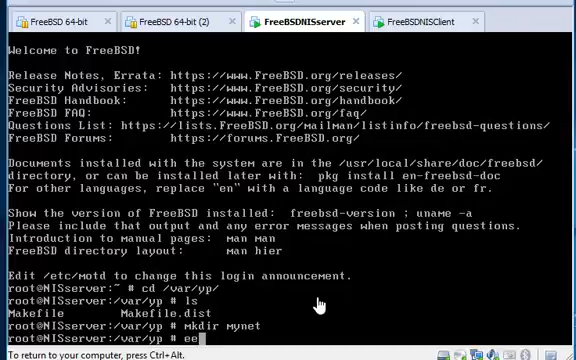 FreeBSD 64-bit
FreeBSD 64-bit (2)
FreeBSDNISserver
FreeBSDNISClient
Welcome to FreeBSD!
Release Notes, Errata: https://www.FreeBSD.org/releases/
Security Advisories: https://www.FreeBSD.org/security/
FreeBSD Handbook: https://www.FreeBSD.org/handbook/
FreeBSD FAQ: https://www.FreeBSD.org/faq/
Questions List: https://lists.FreeBSD.org/mailman/listinfo/freebsd-questions/
FreeBSD Forums: https://forums.FreeBSD.org/
Documents installed with the system are in the /usr/local/share/doc/freebsd/
directory, or can be installed later with: pkg install en-freebsd-doc
For other languages, replace "en" with a language code like de or fr.
Show the version of FreeBSD installed: freebsd-version ; uname -a
Please include that output and any error messages when posting questions.
Introduction to manual pages: man man
FreeBSD directory layout: man hier
Edit /etc/motd to change this login announcement.
root@NISserver:~ # cd /var/yp/
root@NISserver:/var/yp # ls
Makefile Makefile.dist
root@NISserver:/var/yp # mkdir mynet
root@NISserver:/var/yp # ee
To return to your computer, press Ctrl+Alt.